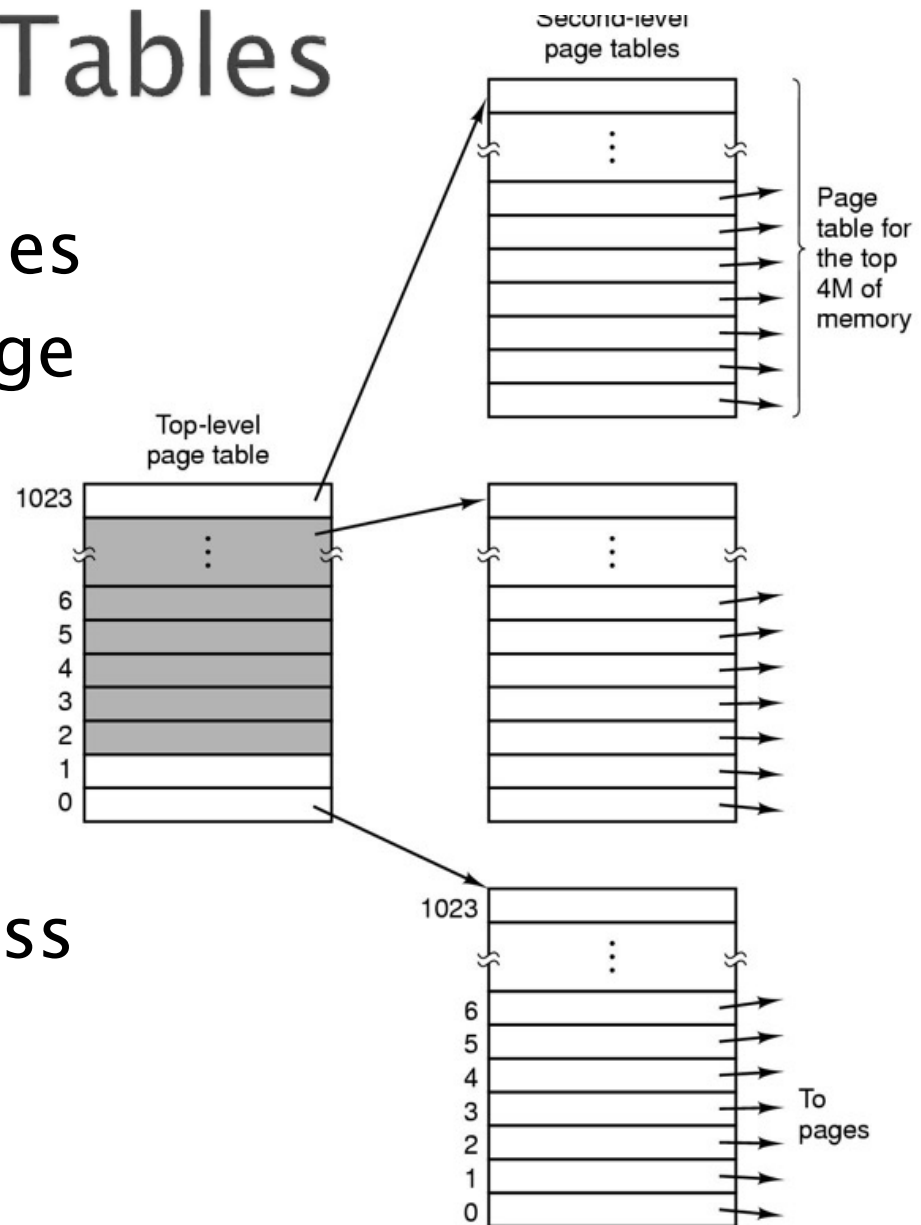 Tables
es
ge
ss
Second-level
page tables
Page
table for
the top
4M of
memory
Top-level
page table
1023
6
5
4
3
2
1
0
1023
6
5
4
3
2
1
0
To
pages